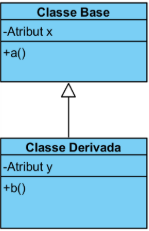 Classe Base
-Atribut x
+a()
Classe Derivada
-Atribut y
+b()